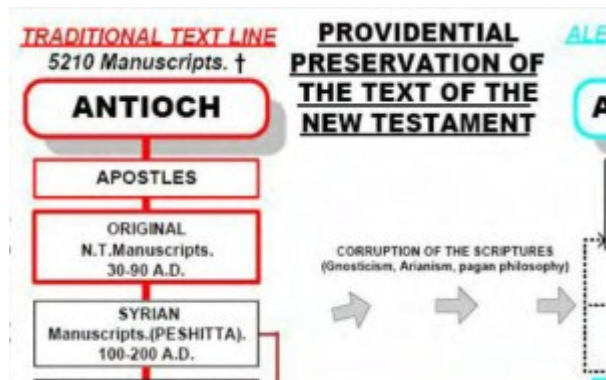 TRADITIONAL TEXT LINE
5210 Manuscripts. †
ANTIOCH
APOSTLES
ORIGINAL
N.T.Manuscripts.
30-90 A.D.
SYRIAN
Manuscripts.(PESHITTA).
100-200 A.D.
PROVIDENTIAL
PRESERVATION OF
THE TEXT OF THE
NEW TESTAMENT
CORRUPTION OF THE SCRIPTURES
(Gnosticism, Arianism, pagan philosophy)
ALE
A